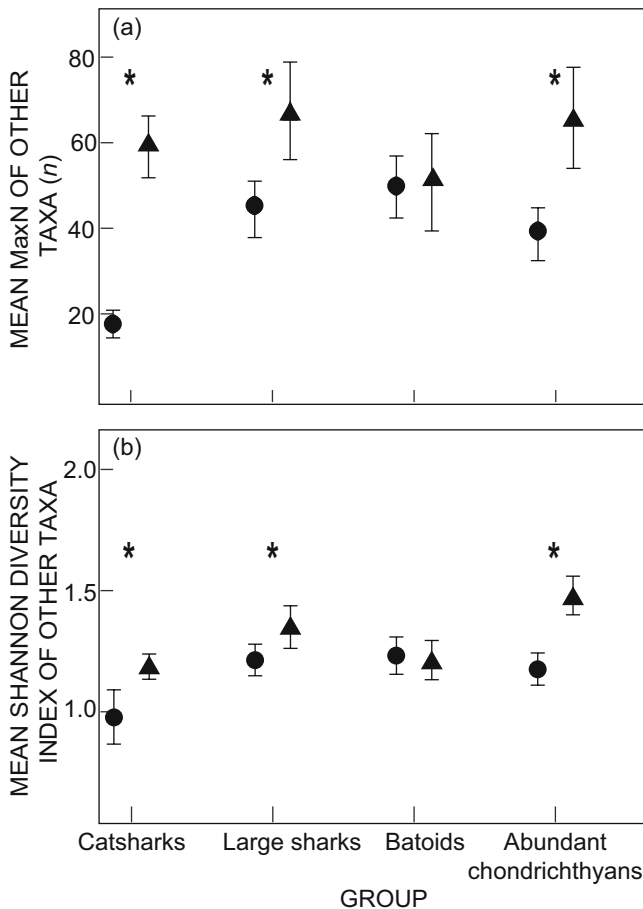 (a)
MEAN MaxN OF OTHER
TAXA (n)
80
60
40
20
*
*
*
(b)
MEAN SHANNON DIVERSITY
INDEX OF OTHER TAXA
2.0
1.5
1.0
*
*
*
Catsharks Large sharks Batoids Abundant
chondrichthyans
GROUP